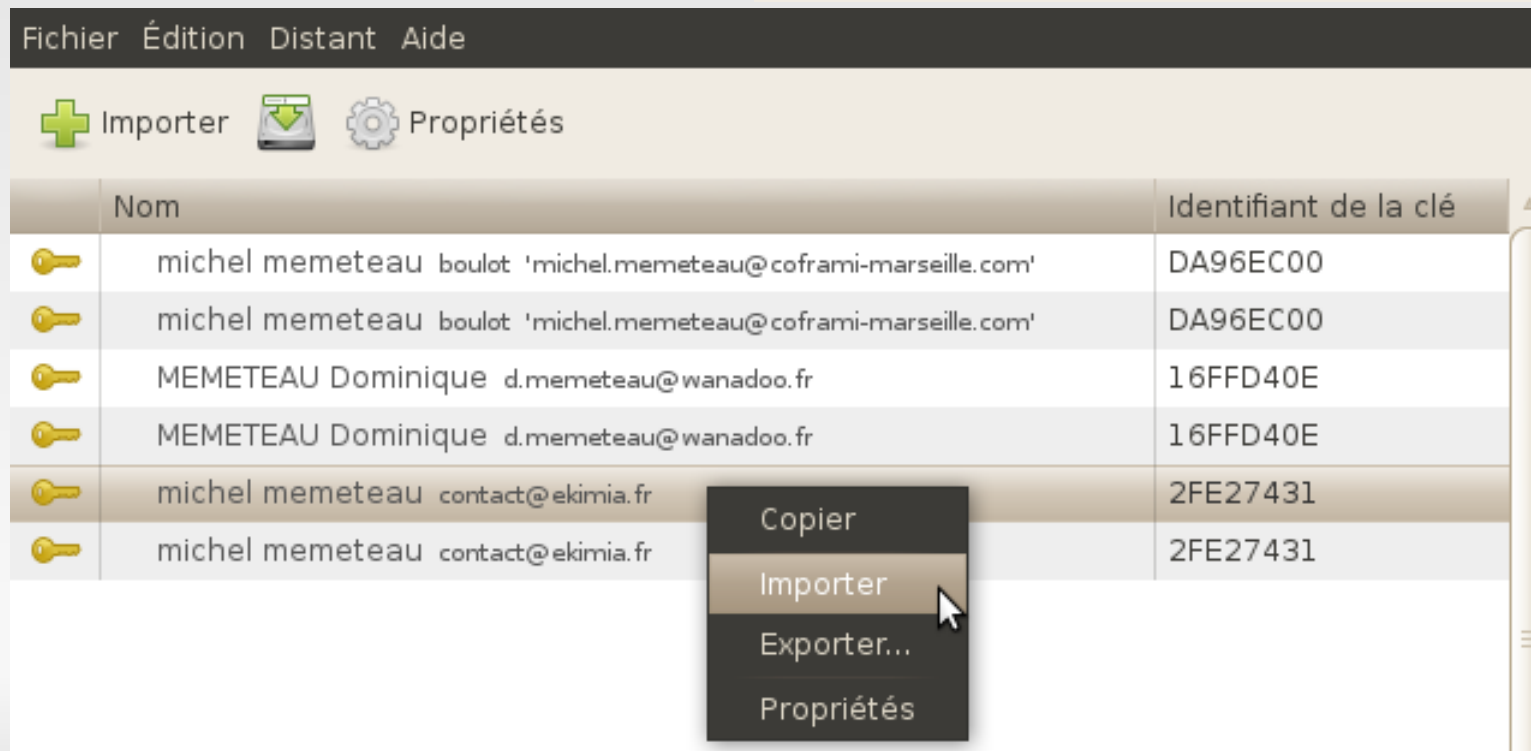 Fichier Édition Distant Aide
Importer Propriétés
Nom Identifiant de la clé
michel memeteau boulot 'michel.memeteau@coframi-marseille.com' DA96EC00
michel memeteau boulot 'michel.memeteau@coframi-marseille.com' DA96EC00
MEMETEAU Dominique d.memeteau@wanadoo.fr 16FFD40E
MEMETEAU Dominique d.memeteau@wanadoo.fr 16FFD40E
michel memeteau contact@ekimia.fr 2FE27431
michel memeteau contact@ekimia.fr 2FE27431
Copier
Importer
Exporter...
Propriétés